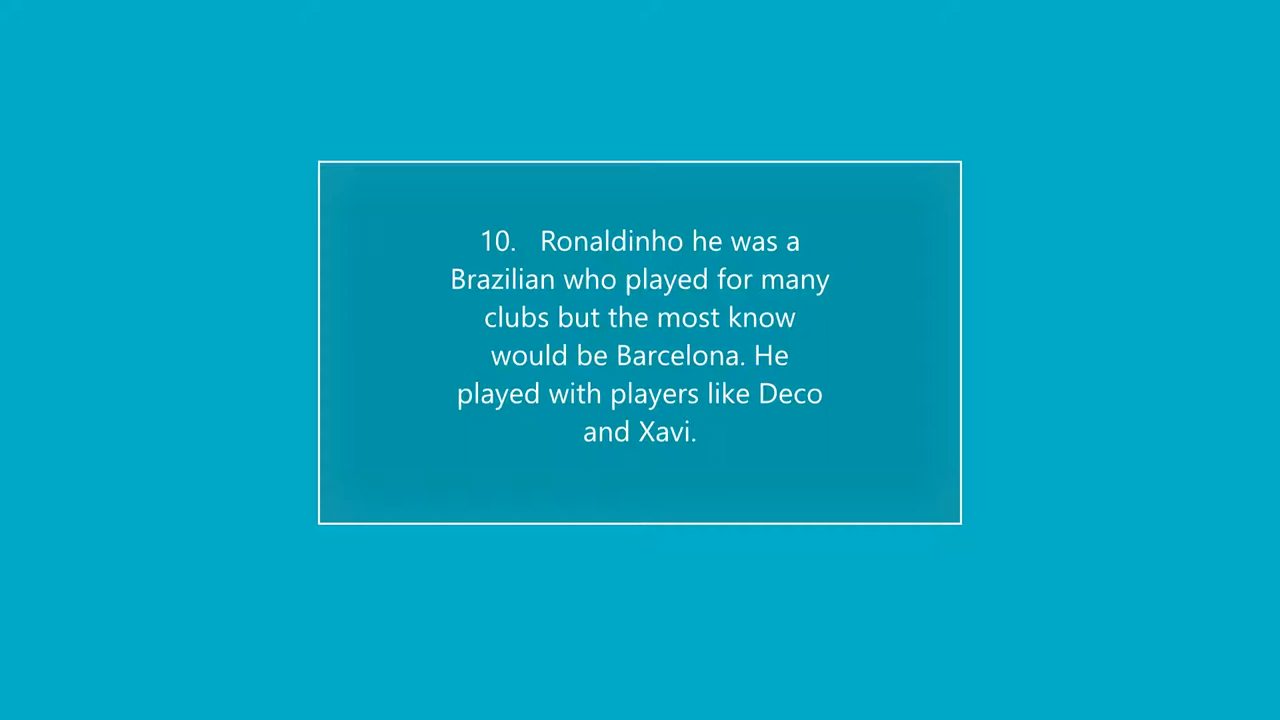 10. Ronaldinho he was a
Brazilian who played for many
clubs but the most know
would be Barcelona. He
played with players like Deco
and Xavi.